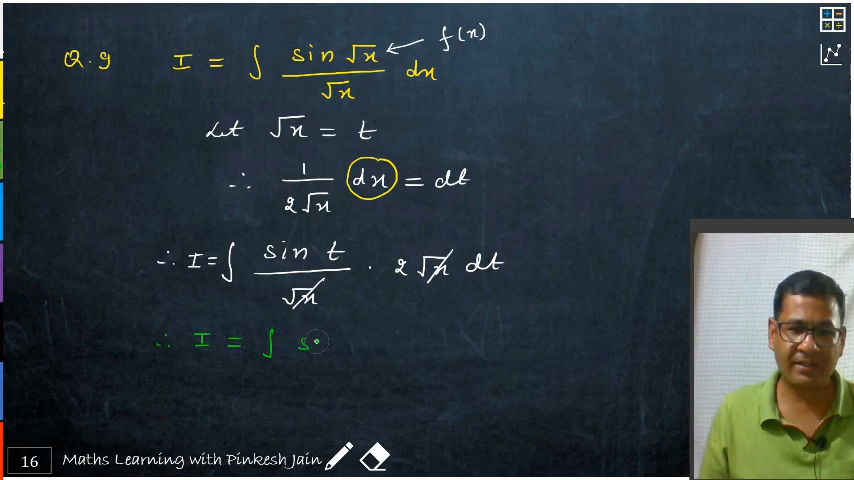 Q.9 I = ∫ sin √x / √x dx ← f(x)
Let √x = t
∴ 1 / 2√x dx = dt
∴ I = ∫ sin t / √x · 2 √x dt
∴ I = ∫ s
16 Maths Learning with Pinkesh Jain